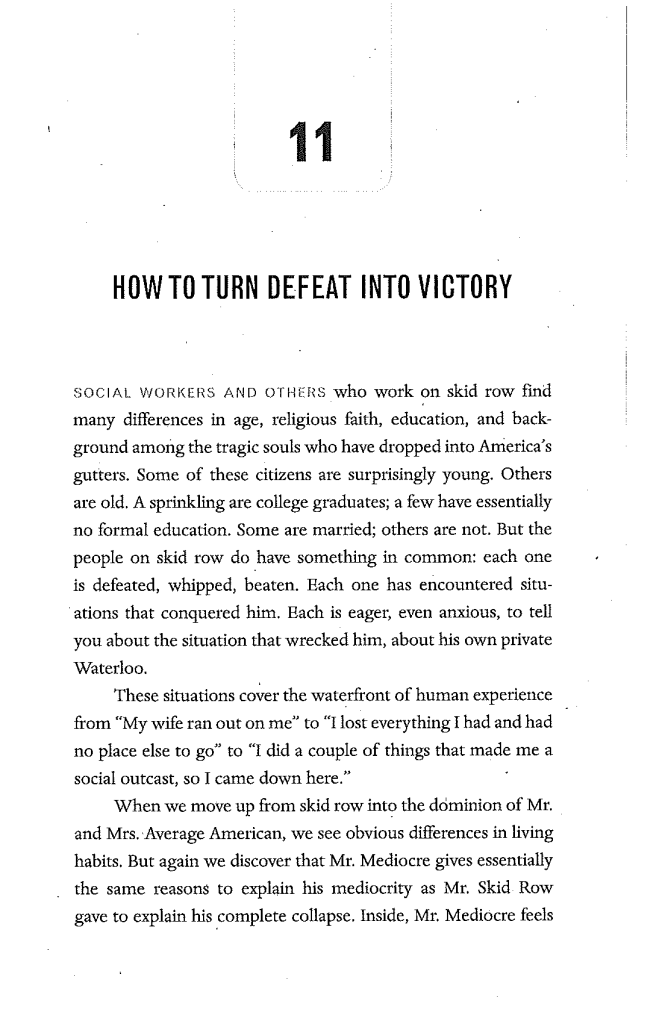 11
HOW TO TURN DEFEAT INTO VICTORY
SOCIAL WORKERS AND OTHERS who work on skid row find
many differences in age, religious faith, education, and back-
ground among the tragic souls who have dropped into America's
gutters. Some of these citizens are surprisingly young. Others
are old. A sprinkling are college graduates; a few have essentially
no formal education. Some are married; others are not. But the
people on skid row do have something in common: each one
is defeated, whipped, beaten. Each one has encountered situ-
ations that conquered him. Each is eager, even anxious, to tell
you about the situation that wrecked him, about his own private
Waterloo.
These situations cover the waterfront of human experience
from “My wife ran out on me” to “I lost everything I had and had
no place else to go” to “I did a couple of things that made me a
social outcast, so I came down here.”
When we move up from skid row into the dominion of Mr.
and Mrs. Average American, we see obvious differences in living
habits. But again we discover that Mr. Mediocre gives essentially
the same reasons to explain his mediocrity as Mr. Skid Row
gave to explain his complete collapse. Inside, Mr. Mediocre feels